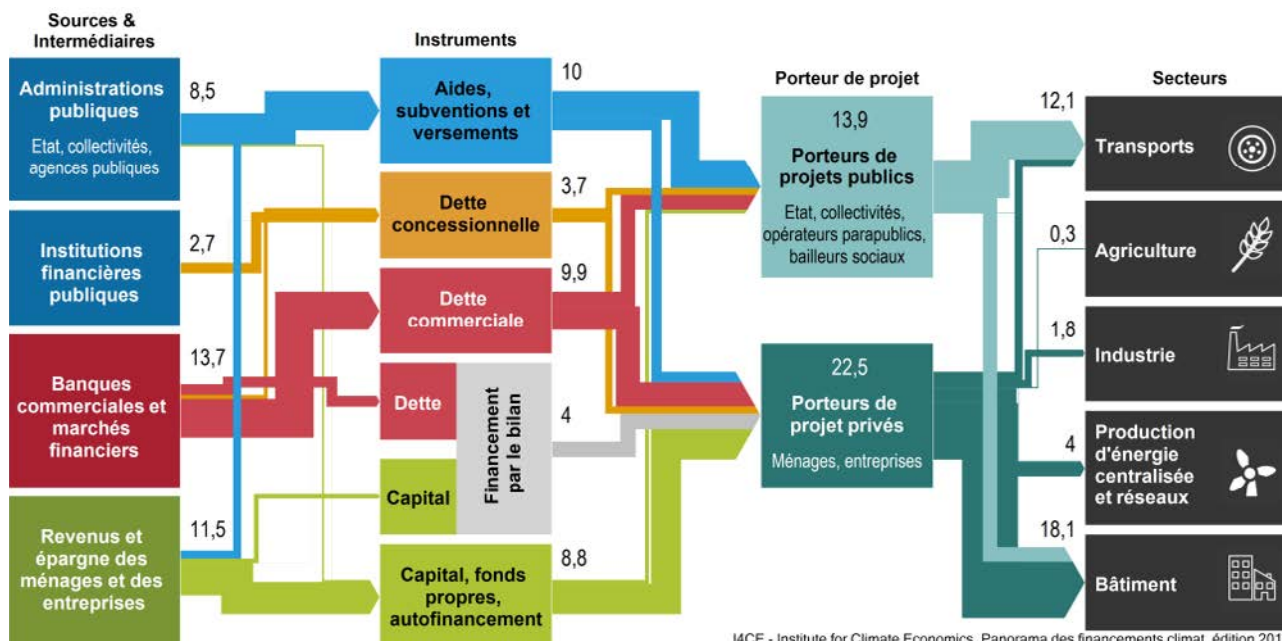 Sources &
Intermédiaires
Administrations
publiques
Etat, collectivités,
agences publiques
8,5
Institutions
financières
publiques
2,7
Banques
commerciales et
marchés
financiers
13,7
Revenus et
épargne des
ménages et des
entreprises
11,5
Instruments
Aides,
subventions et
versements
10
Dette
concessionnelle
3,7
Dette
commerciale
9,9
Dette
Capital
Financement
par le bilan
4
Capital, fonds
propres,
autofinancement
8,8
Porteur de projet
13,9
Porteurs de
projets publics
Etat, collectivités,
opérateurs parapublics,
bailleurs sociaux
22,5
Porteurs de
projet privés
Ménages, entreprises
Secteurs
12,1
Transports
0,3
Agriculture
1,8
Industrie
4
Production
d'énergie
centralisée
et réseaux
18,1
Bâtiment
I4CE - Institute for Climate Economics, Panorama des financements climat, édition 201